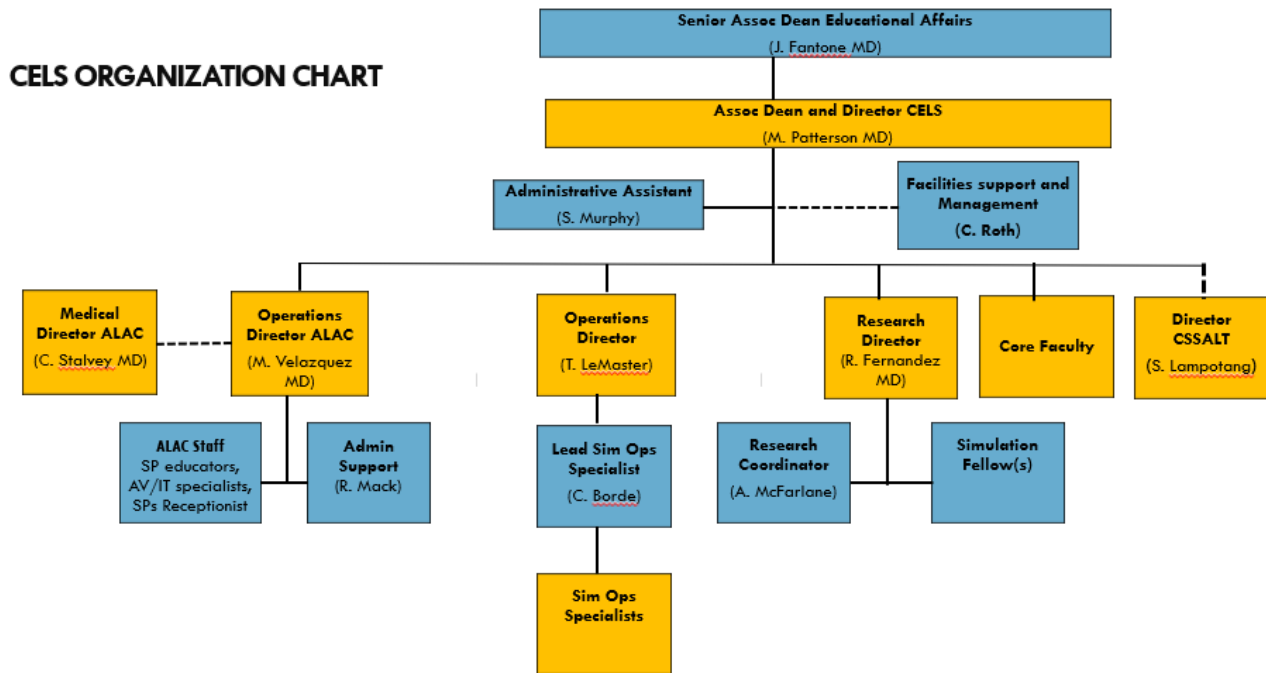 Senior Assoc Dean Educational Affairs
(J. Fantone MD)
CELS ORGANIZATION CHART
Assoc Dean and Director CELS
(M. Patterson MD)
Administrative Assistant
(S. Murphy)
Facilities support and
Management
(C. Roth)
Medical
Director ALAC
(C. Stalvey MD)
Operations
Director ALAC
(M. Velazquez
MD)
Operations
Director
(T. LeMaster)
Research
Director
(R. Fernandez
MD)
Core Faculty
Director
CSSALT
(S. Lampotang)
ALAC Staff
SP educators,
AV/IT specialists,
SPs Receptionist
Admin
Support
(R. Mack)
Lead Sim Ops
Specialist
(C. Borde)
Research
Coordinator
(A. McFarlane)
Simulation
Fellow(s)
Sim Ops
Specialists